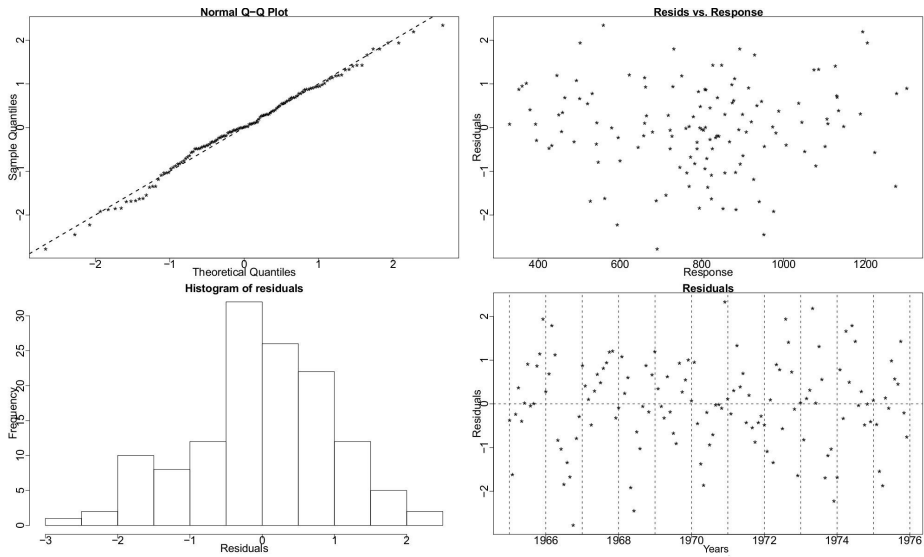 Normal Q−Q Plot
Sample Quantiles
−2 −1 0 1 2
−2 −1 0 1 2
Theoretical Quantiles
Resids vs. Response
Residuals
−2 −1 0 1 2
400 600 800 1000 1200
Response
Histogram of residuals
Frequency
0 5 10 15 20 25 30
−3 −2 −1 0 1 2
Residuals
Residuals
Residuals
−2 −1 0 1 2
1966 1968 1970 1972 1974 1976
Years